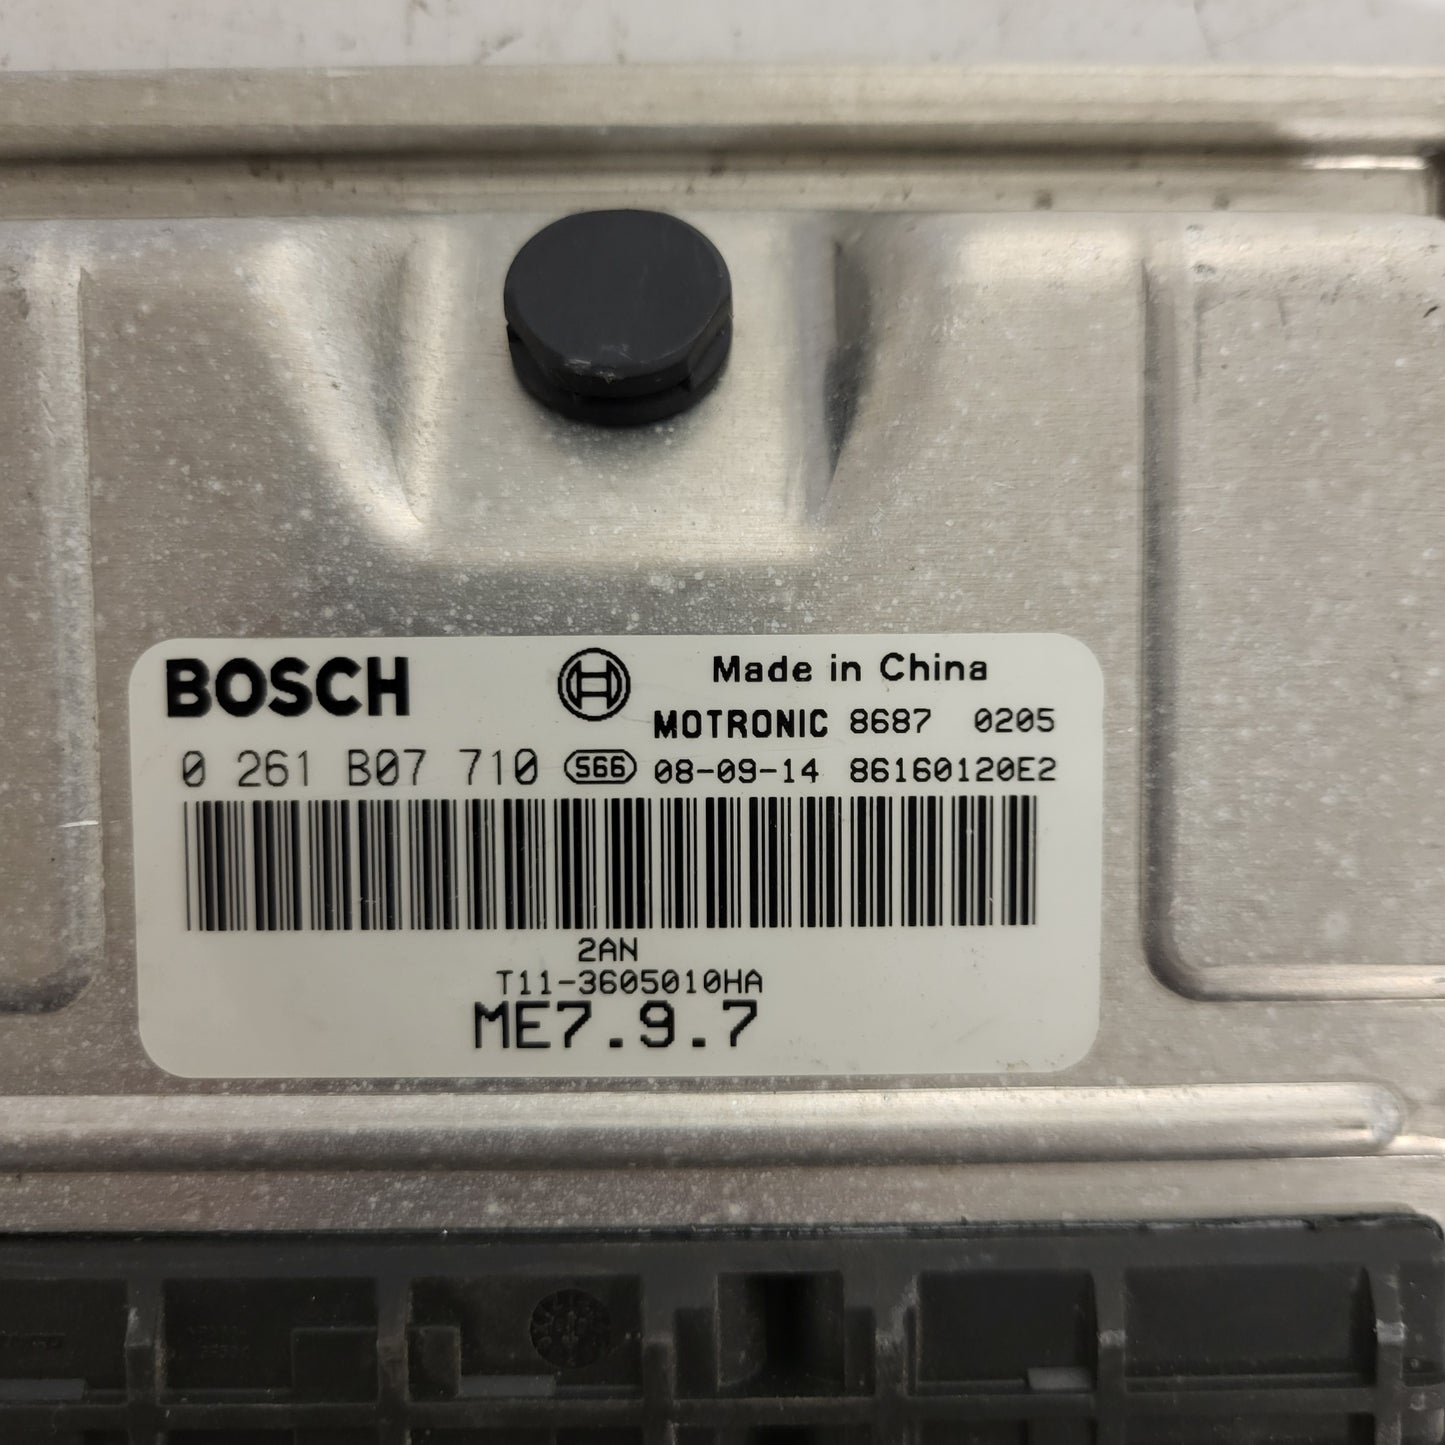 BOSCH Made in China
MOTRONIC 8687 0205
0 261 B07 710 S66 08-09-14 86160120E2
2AN
T11-3605010HA
ME7.9.7